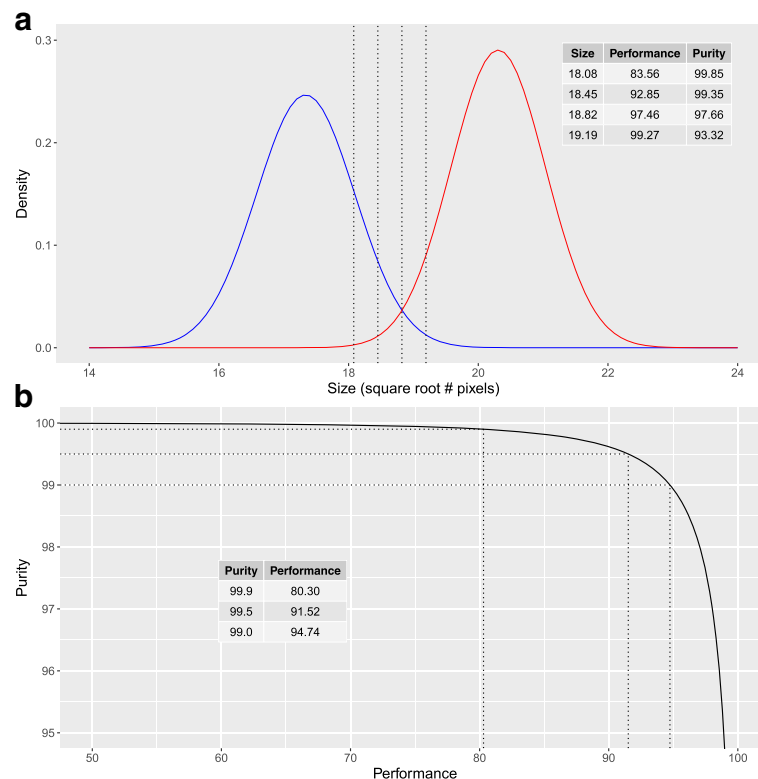 a
0.3
0.2
0.1
0.0
Density
Size Performance Purity
18.08 83.56 99.85
18.45 92.85 99.35
18.82 97.46 97.66
19.19 99.27 93.32
14 16 18 20 22 24
Size (square root # pixels)
b
100
99
98
97
96
95
Purity
Purity Performance
99.9 80.30
99.5 91.52
99.0 94.74
50 60 70 80 90 100
Performance